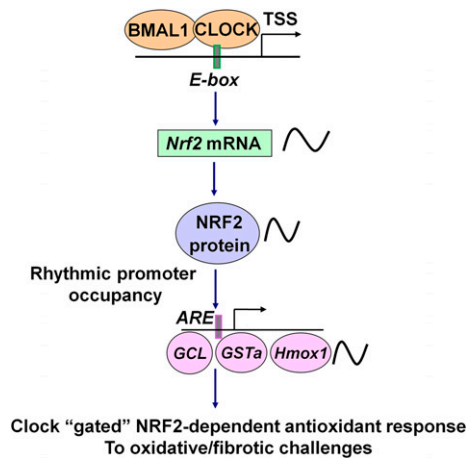 BMAL1 CLOCK TSS
E-box
Nrf2 mRNA
NRF2
protein
Rhythmic promoter
occupancy
ARE
GCL GSTa Hmox1
Clock “gated” NRF2-dependent antioxidant response
To oxidative/fibrotic challenges